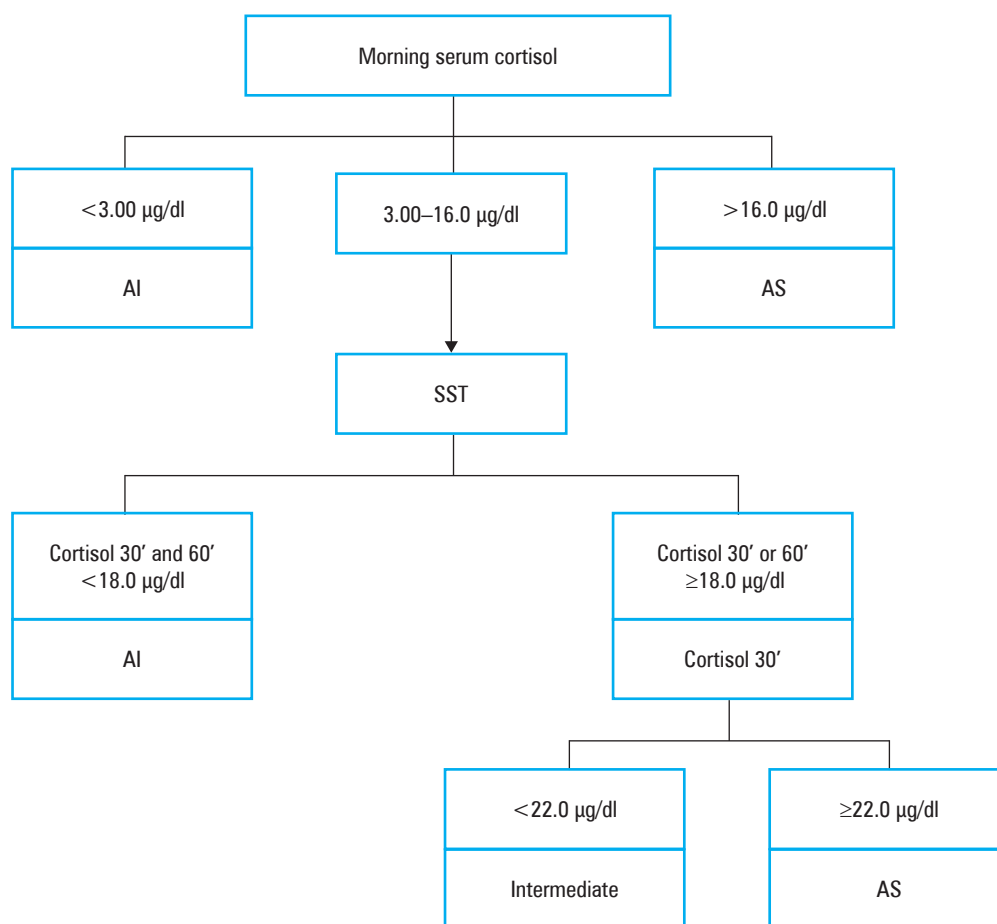 Morning serum cortisol
<3.00 µg/dl
3.00–16.0 µg/dl
>16.0 µg/dl
AI
AS
SST
Cortisol 30′ and 60′
<18.0 µg/dl
Cortisol 30′ or 60′
≥18.0 µg/dl
AI
Cortisol 30′
<22.0 µg/dl
≥22.0 µg/dl
Intermediate
AS